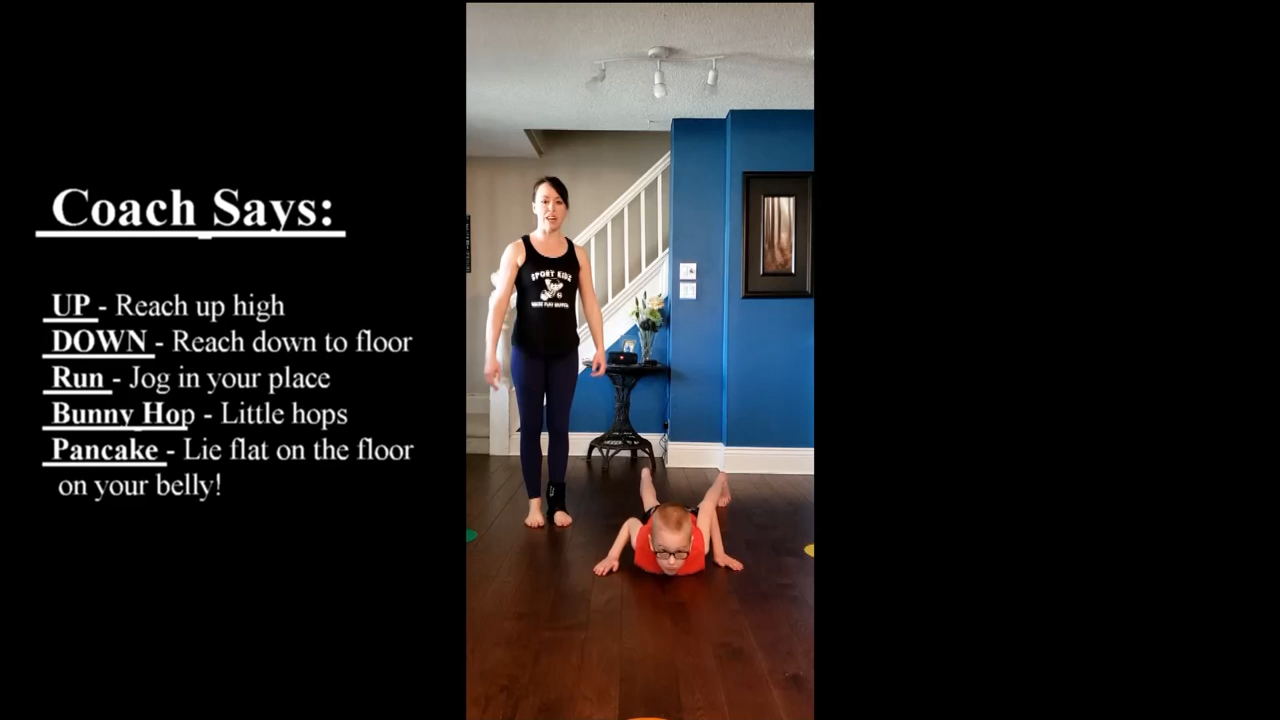 Coach Says:
UP - Reach up high
DOWN - Reach down to floor
Run - Jog in your place
Bunny Hop - Little hops
Pancake - Lie flat on the floor
on your belly!
SPORT KIDZ